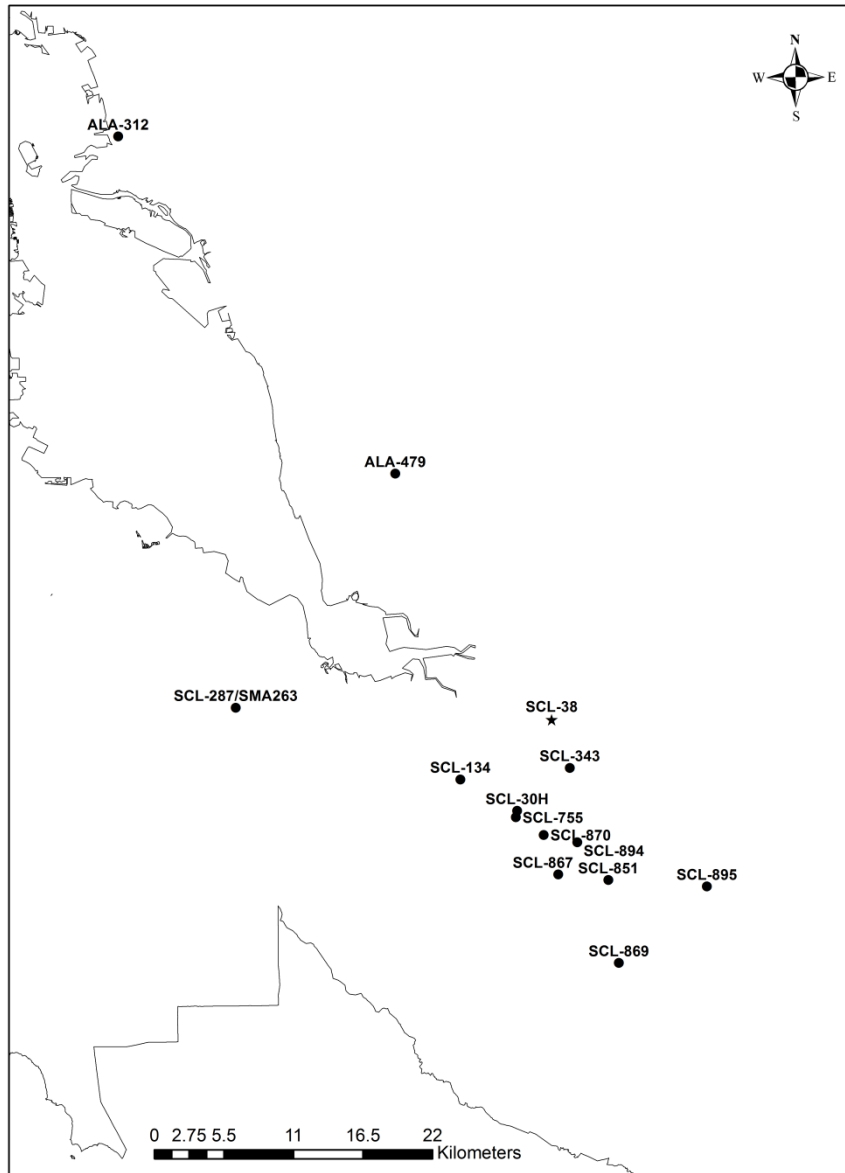 N
W E
S
ALA-312
ALA-479
SCL-287/SMA263
SCL-38
SCL-343
SCL-134
SCL-30H
SCL-755
SCL-870
SCL-894
SCL-867
SCL-851
SCL-895
SCL-869
0 2.75 5.5 11 16.5 22
Kilometers